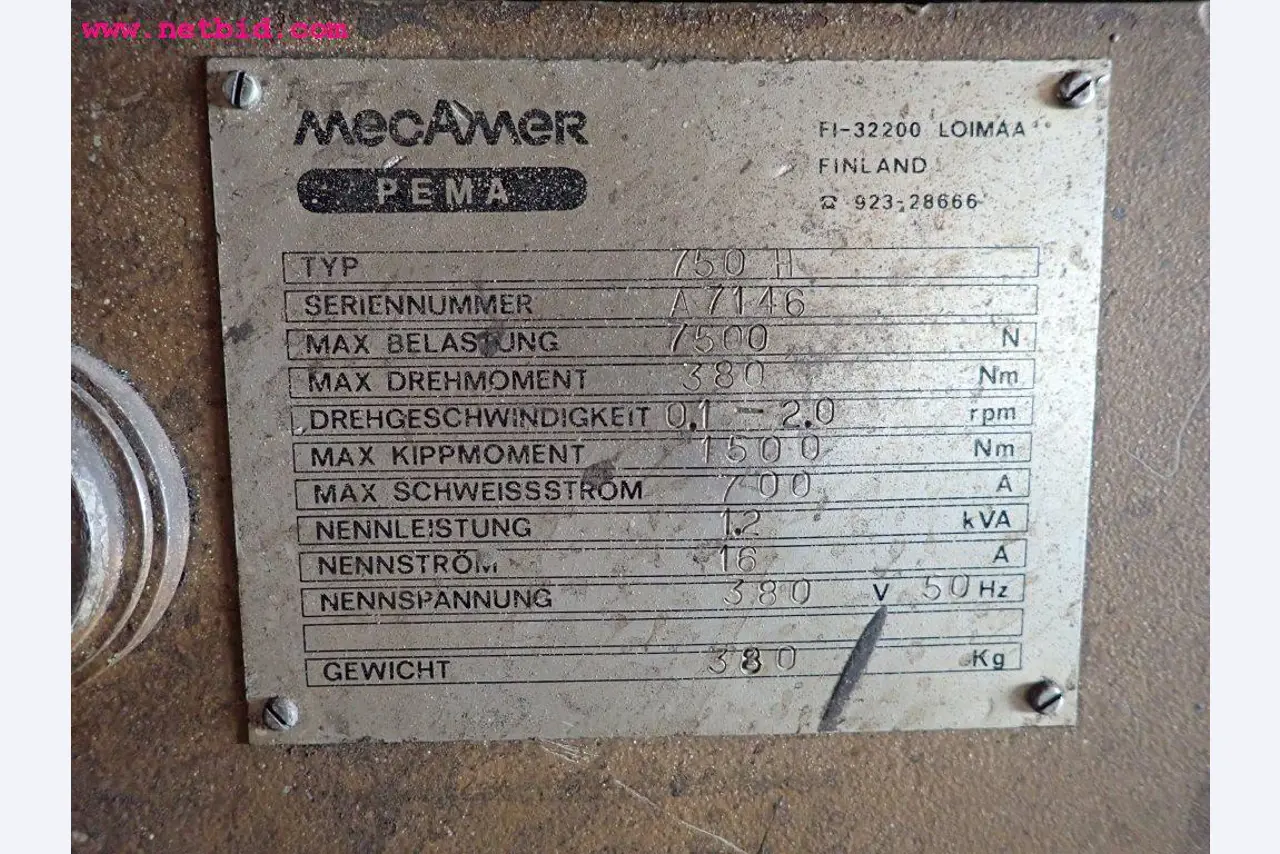 www.netbid.com
MECAMER
PEMA
FI-32200 LOIMAA
FINLAND
☎ 923-28666
TYP 750 H
SERIENNUMMER A 7146
MAX BELASTUNG 7500 N
MAX DREHMOMENT 380 Nm
DREHGESCHWINDIGKEIT 0.1 - 2.0 rpm
MAX KIPPMOMENT 1500 Nm
MAX SCHWEISSSTROM 700 A
NENNLEISTUNG 1.2 kVA
NENNSTRÖM 16 A
NENNSPANNUNG 380 V 50 Hz
GEWICHT 380 Kg